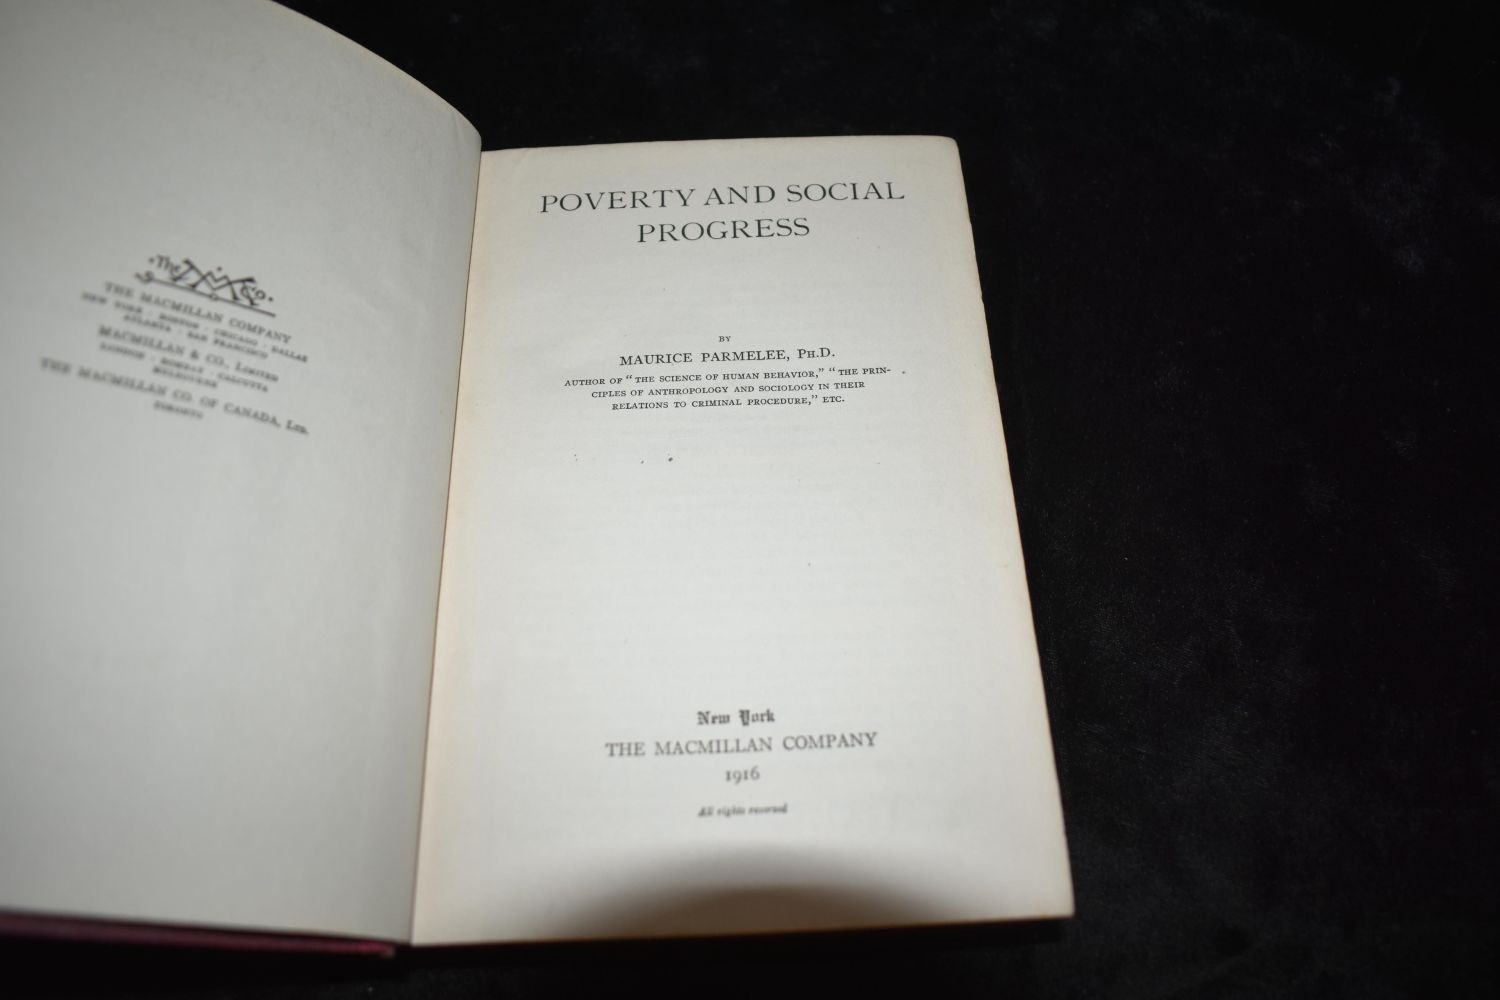 The M M Co.
THE MACMILLAN COMPANY
NEW YORK · BOSTON · CHICAGO · DALLAS
ATLANTA · SAN FRANCISCO
MACMILLAN & CO., LIMITED
LONDON · BOMBAY · CALCUTTA
MELBOURNE
THE MACMILLAN CO. OF CANADA, LTD.
TORONTO
POVERTY AND SOCIAL
PROGRESS
BY
MAURICE PARMELEE, PH.D.
AUTHOR OF "THE SCIENCE OF HUMAN BEHAVIOR," "THE PRIN-
CIPLES OF ANTHROPOLOGY AND SOCIOLOGY IN THEIR
RELATIONS TO CRIMINAL PROCEDURE," ETC.
New York
THE MACMILLAN COMPANY
1916
All rights reserved